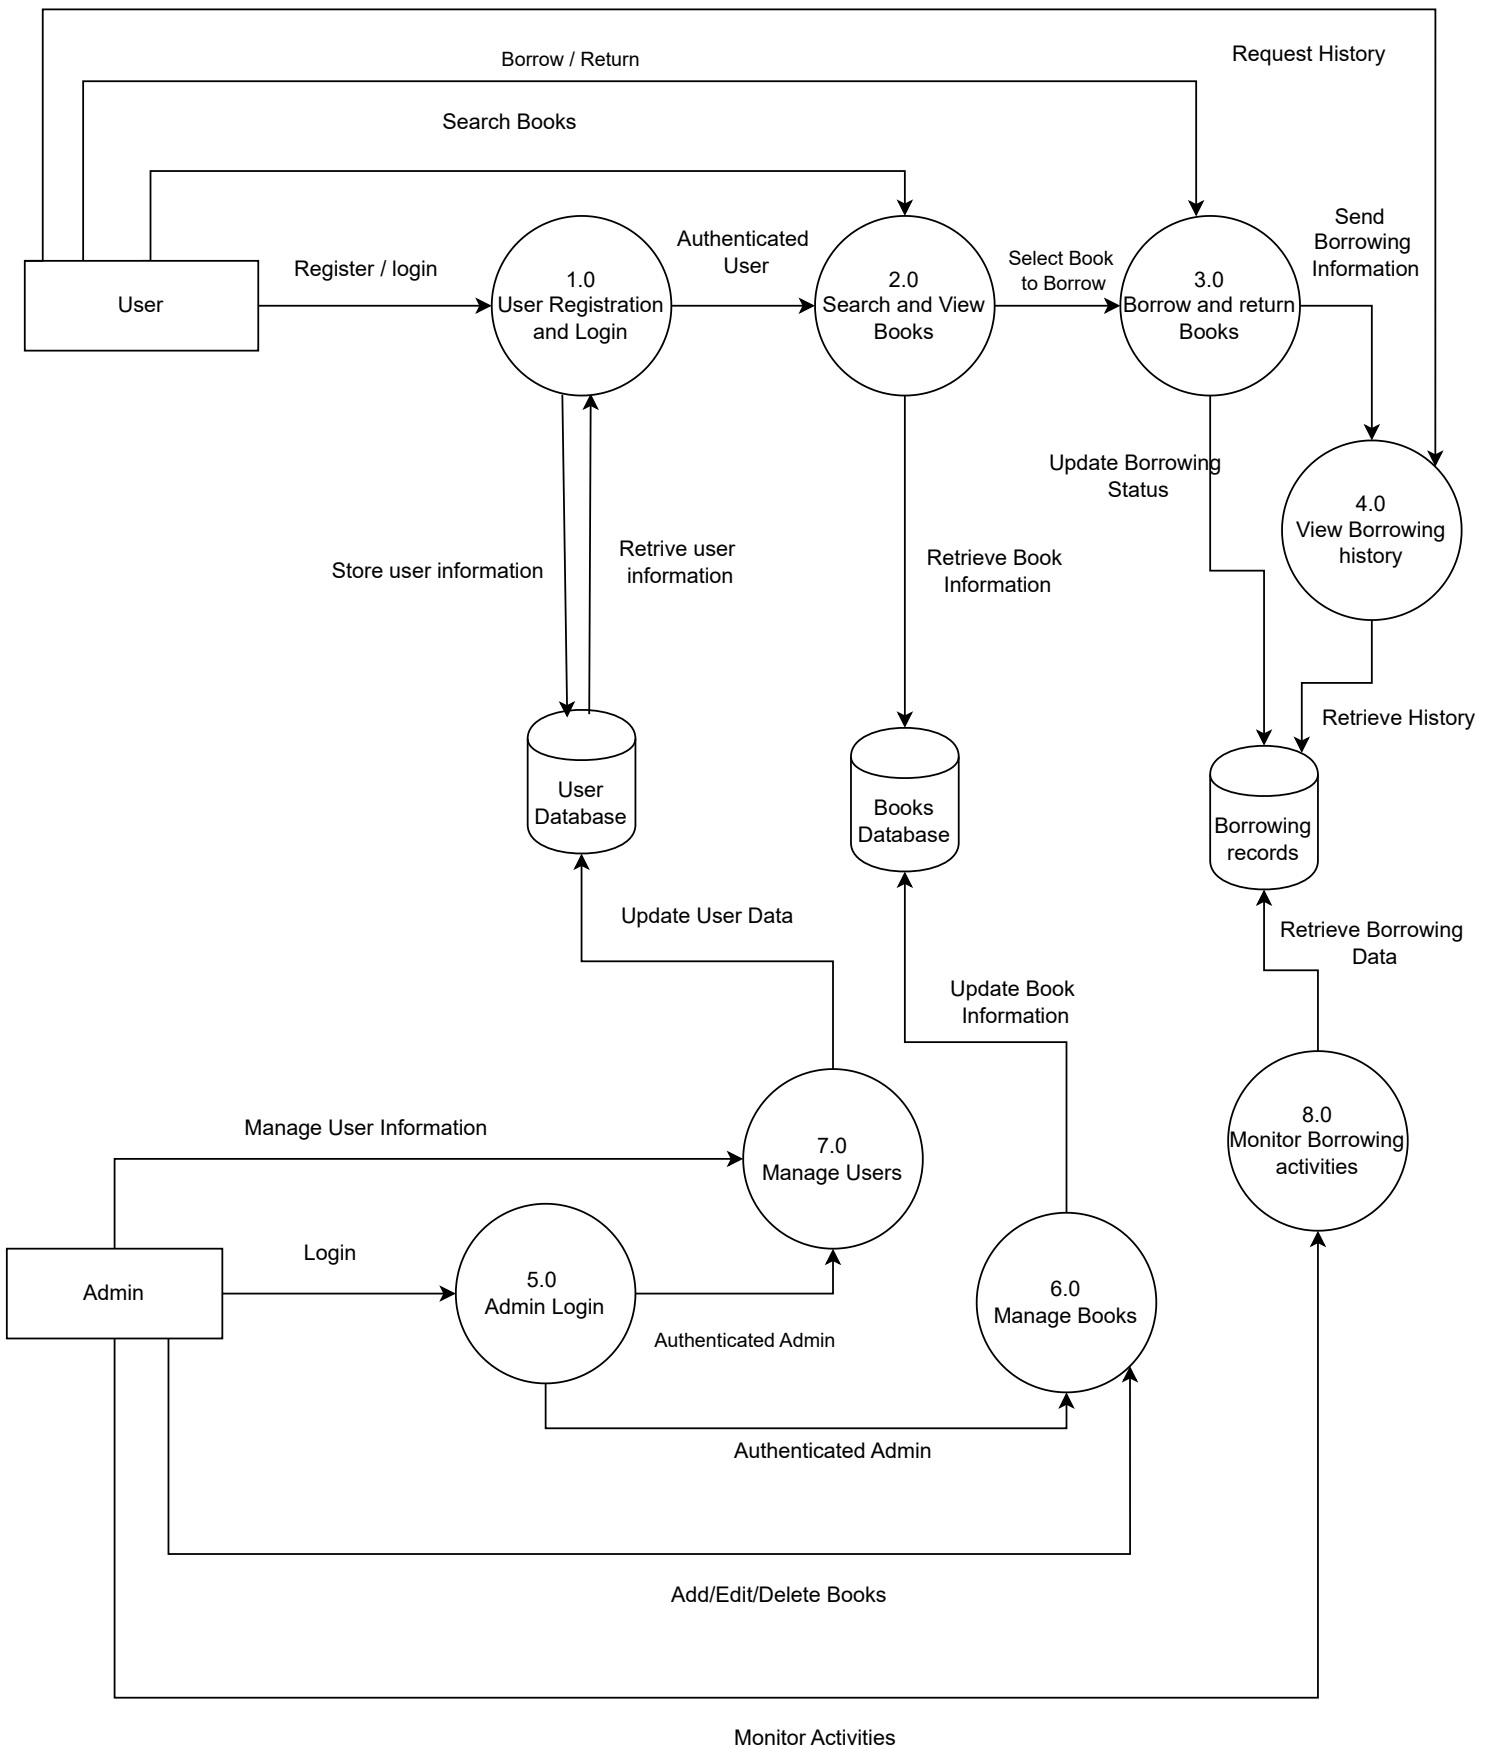 Request History
Borrow / Return
Search Books
Send
Borrowing
Information
Authenticated
User
Select Book
to Borrow
Register / login
User
1.0
User Registration
and Login
2.0
Search and View
Books
3.0
Borrow and return
Books
Update Borrowing
Status
4.0
View Borrowing
history
Store user information
Retrive user
information
Retrieve Book
Information
Retrieve History
User
Database
Books
Database
Borrowing
records
Update User Data
Retrieve Borrowing
Data
Update Book
Information
Manage User Information
7.0
Manage Users
8.0
Monitor Borrowing
activities
Login
Admin
5.0
Admin Login
6.0
Manage Books
Authenticated Admin
Authenticated Admin
Add/Edit/Delete Books
Monitor Activities